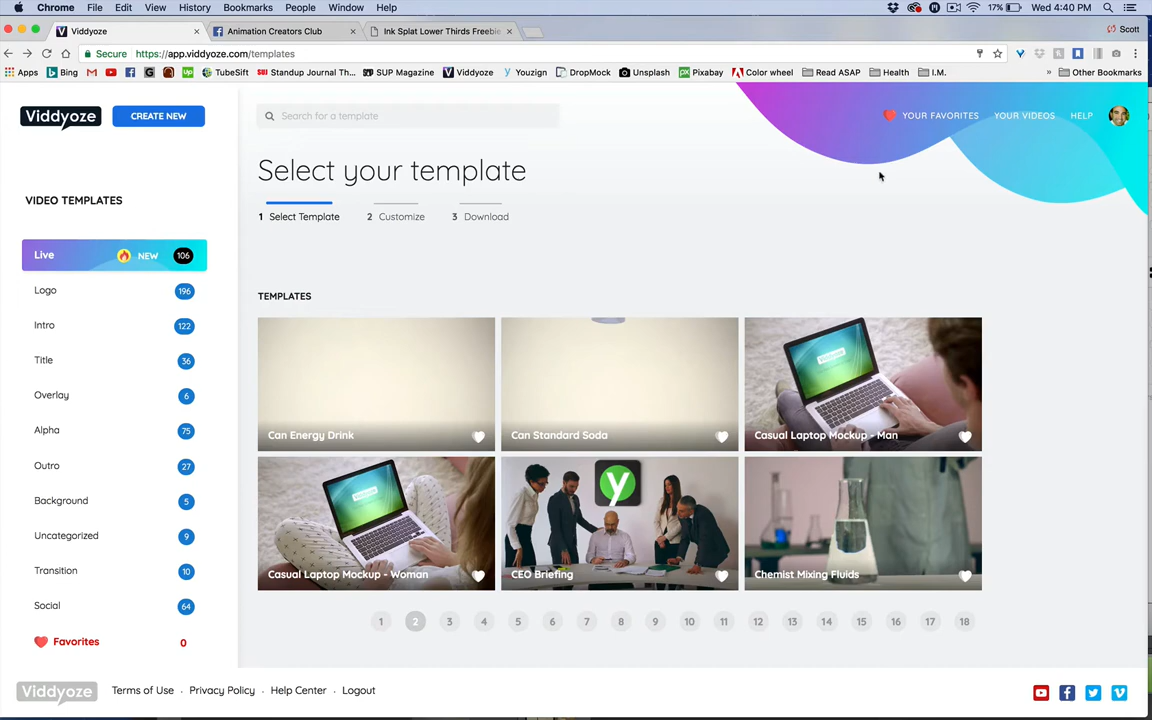 Chrome File Edit View History Bookmarks People Window Help 17% Wed 4:40 PM
Viddyoze Animation Creators Club Ink Splat Lower Thirds Freebie Scott
Secure https://app.viddyoze.com/templates
Apps Bing YouTube TubeSift Standup Journal Th... SUP Magazine Viddyoze Youzign DropMock Unsplash Pixabay Color wheel Read ASAP Health I.M. » Other Bookmarks
Viddyoze CREATE NEW Search for a template YOUR FAVORITES YOUR VIDEOS HELP
Select your template
1 Select Template 2 Customize 3 Download
VIDEO TEMPLATES
Live NEW 106
Logo 196
Intro 122
Title 36
Overlay 6
Alpha 75
Outro 27
Background 5
Uncategorized 9
Transition 10
Social 64
Favorites 0
TEMPLATES
Can Energy Drink Can Standard Soda Casual Laptop Mockup - Man
Casual Laptop Mockup - Woman CEO Briefing Chemist Mixing Fluids
1 2 3 4 5 6 7 8 9 10 11 12 13 14 15 16 17 18
Viddyoze Terms of Use . Privacy Policy . Help Center . Logout